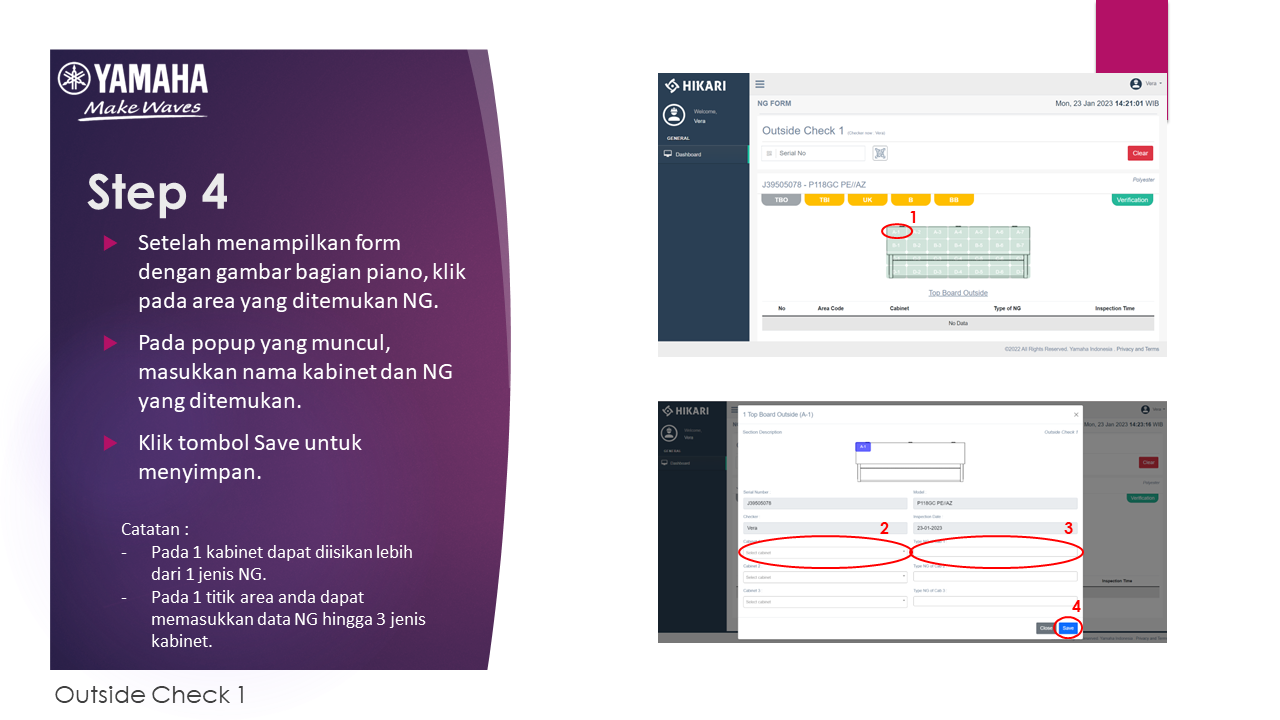 YAMAHA
Make Waves
Step 4
Setelah menampilkan form
dengan gambar bagian piano, klik
pada area yang ditemukan NG.
Pada popup yang muncul,
masukkan nama kabinet dan NG
yang ditemukan.
Klik tombol Save untuk
menyimpan.
Catatan :
- Pada 1 kabinet dapat diisikan lebih
dari 1 jenis NG.
- Pada 1 titik area anda dapat
memasukkan data NG hingga 3 jenis
kabinet.
Outside Check 1
HIKARI
Vera
Welcome,
Vera
GENERAL
Dashboard
NG FORM
Mon, 23 Jan 2023 14:21:01 WIB
Outside Check 1
Serial No
Clear
J39505078 - P118GC PE//AZ
Polyester
TBO TBI UK B BB
Verification
1
Top Board Outside
No Area Code Cabinet Type of NG Inspection Time
No Data
©2022 All Rights Reserved. Yamaha Indonesia . Privacy and Terms
HIKARI
Welcome,
Vera
GENERAL
Dashboard
Mon, 23 Jan 2023 14:23:16 WIB
Clear
Polyester
Verification
Inspection Time
1 Top Board Outside (A-1)
×
Section Description
Outside Check 1
A-1
Serial Number
Model
J39505078
P118GC PE//AZ
Checker
Inspection Date
Vera
23-01-2023
2
3
Select cabinet
Cabinet 2
Select cabinet
Cabinet 3
Type NG of Cab 3
Select cabinet
4
Close
Save